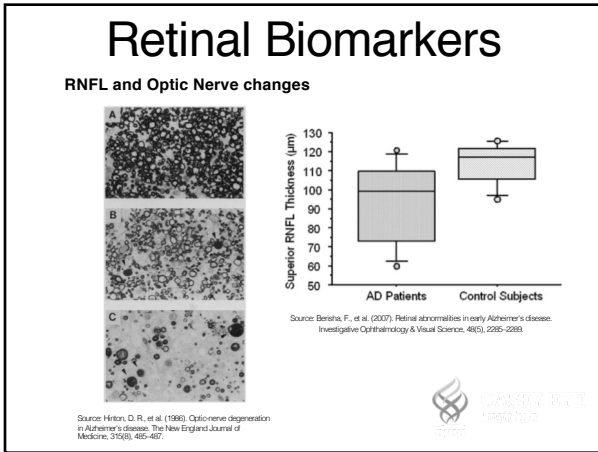 Retinal Biomarkers
RNFL and Optic Nerve changes
A
B
C
Superior RNFL Thickness (µm)
130
120
110
100
90
80
70
60
50
AD Patients
Control Subjects
Source: Berisha, F., et al. (2007). Retinal abnormalities in early Alzheimer's disease.
Investigative Ophthalmology & Visual Science, 48(5), 2285–2289.
Source: Hinton, D. R., et al. (1986). Optic-nerve degeneration
in Alzheimer's disease. The New England Journal of
Medicine, 315(8), 485–487.
CASEY EYE